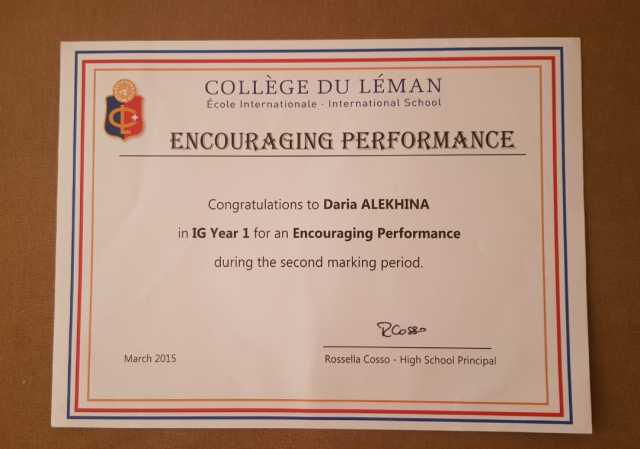 COLLÈGE DU LÉMAN
École Internationale - International School
ENCOURAGING PERFORMANCE
Congratulations to Daria ALEKHINA
in IG Year 1 for an Encouraging Performance
during the second marking period.
RCosso
March 2015
Rossella Cosso - High School Principal